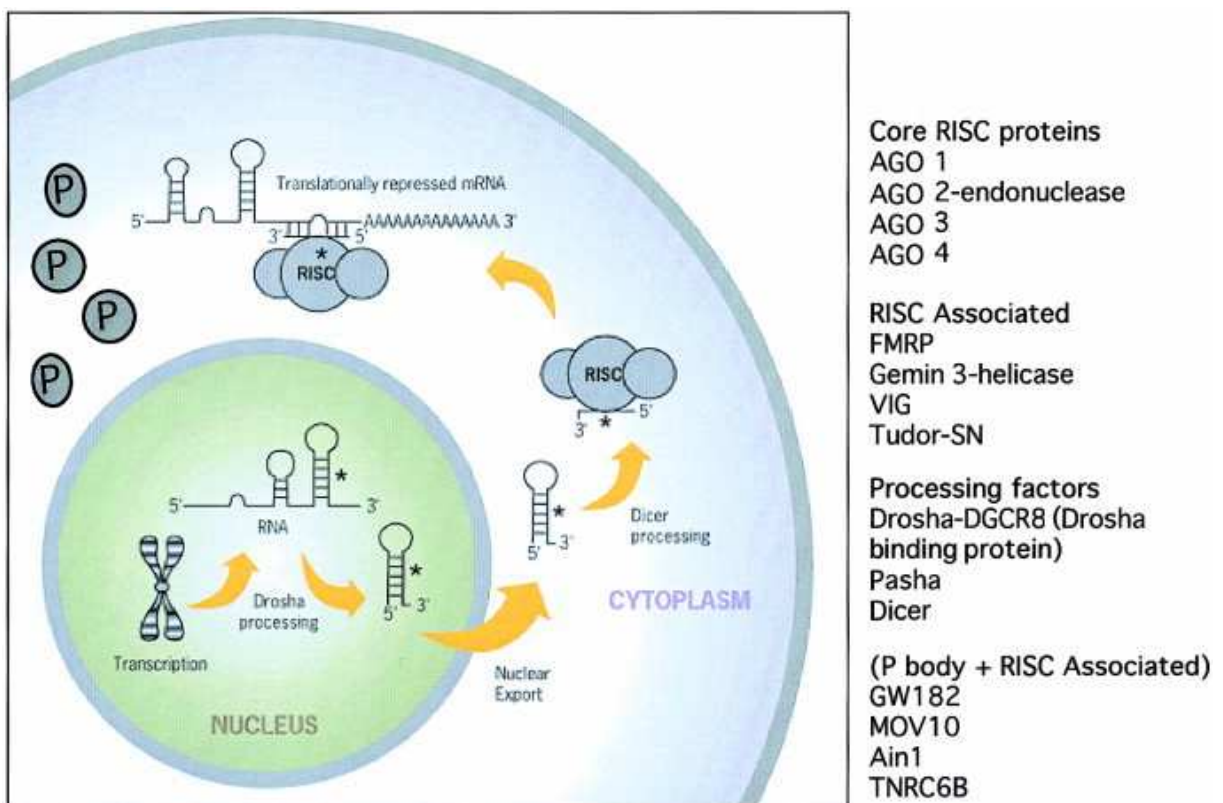 P
P
P
P
Translationally repressed mRNA
5' AAAAAAAAAAAAAA 3'
3' 5'
*
RISC
RISC
3' * 5'
*
5' 3'
RNA
*
5' 3'
*
5' 3'
Dicer
processing
Drosha
processing
Transcription
Nuclear
Export
NUCLEUS
CYTOPLASM
Core RISC proteins
AGO 1
AGO 2-endonuclease
AGO 3
AGO 4
RISC Associated
FMRP
Gemin 3-helicase
VIG
Tudor-SN
Processing factors
Drosha-DGCR8 (Drosha
binding protein)
Pasha
Dicer
(P body + RISC Associated)
GW182
MOV10
Ain1
TNRC6B